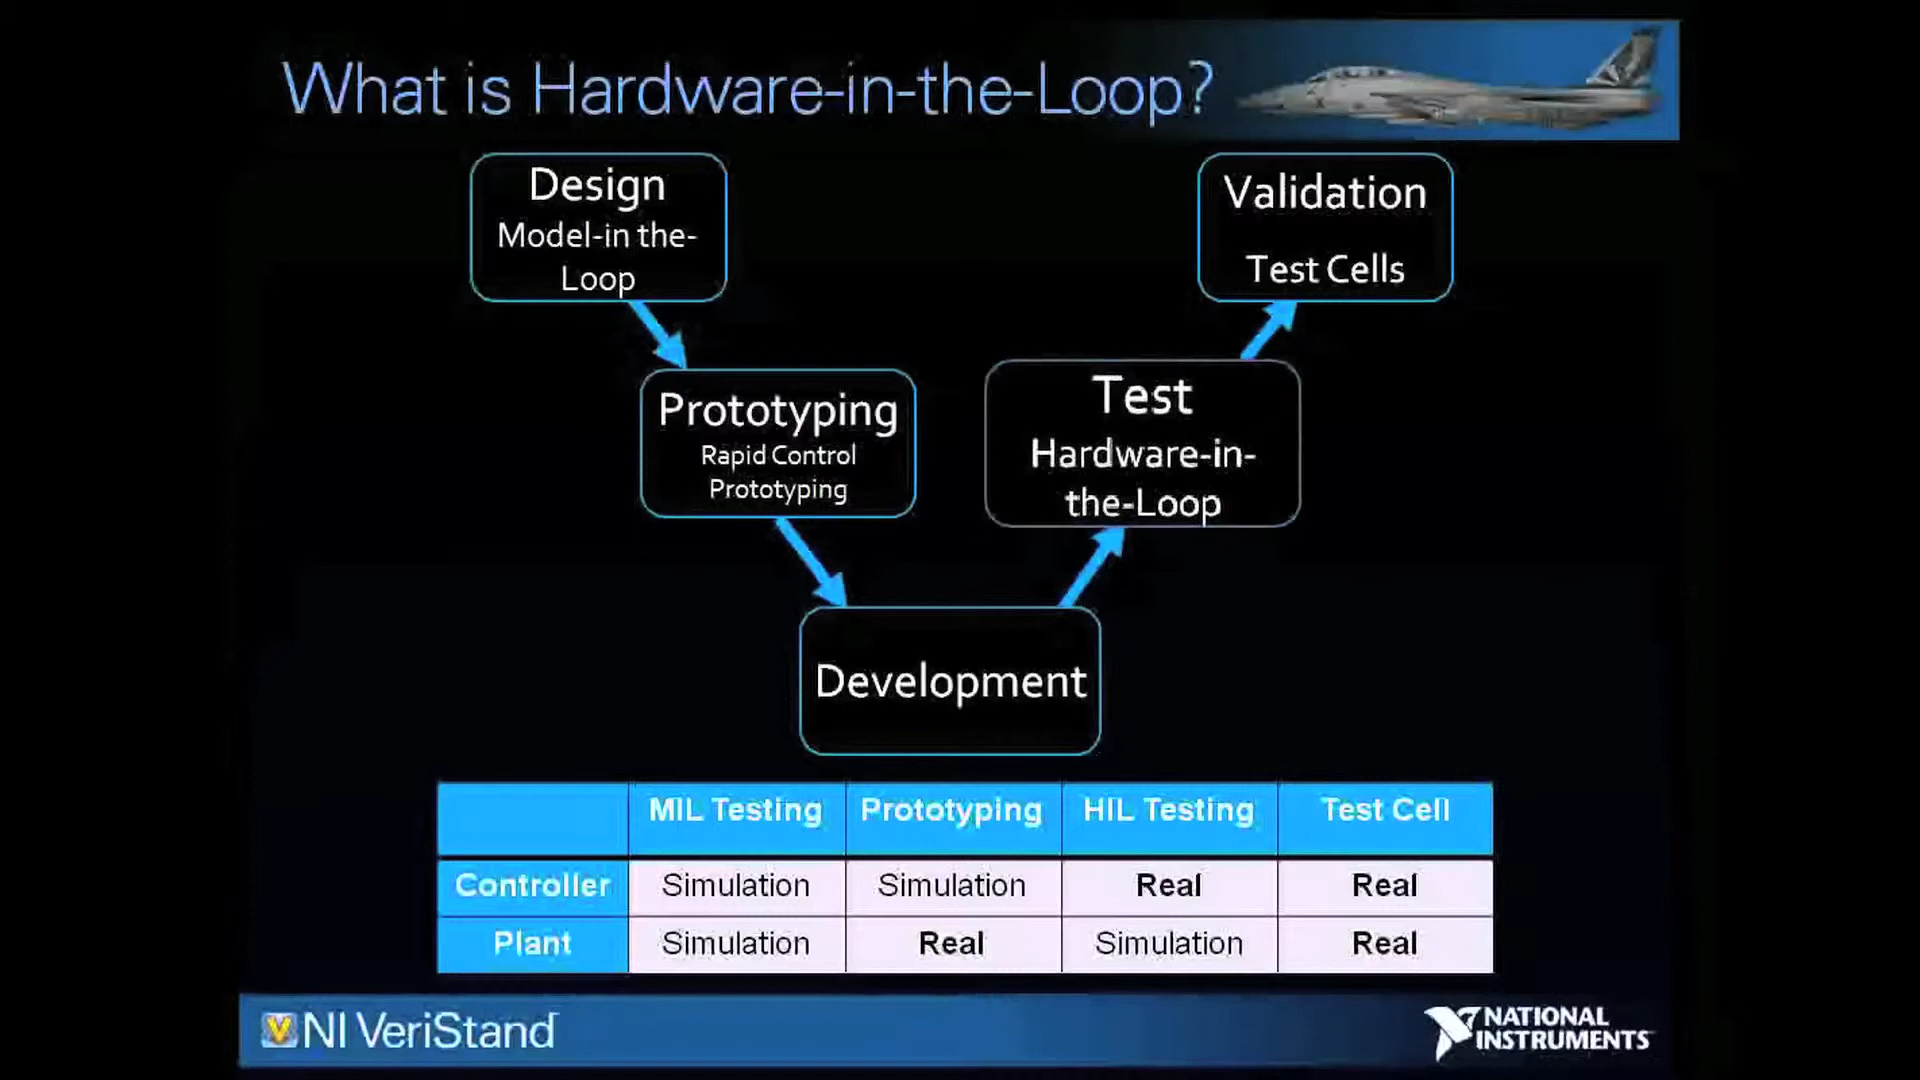 What is Hardware-in-the-Loop?
Design
Model-in the-
Loop
Validation
Test Cells
Prototyping
Rapid Control
Prototyping
Test
Hardware-in-
the-Loop
Development
MIL Testing Prototyping HIL Testing Test Cell
Controller Simulation Simulation Real Real
Plant Simulation Real Simulation Real
NI VeriStand
NATIONAL
INSTRUMENTS